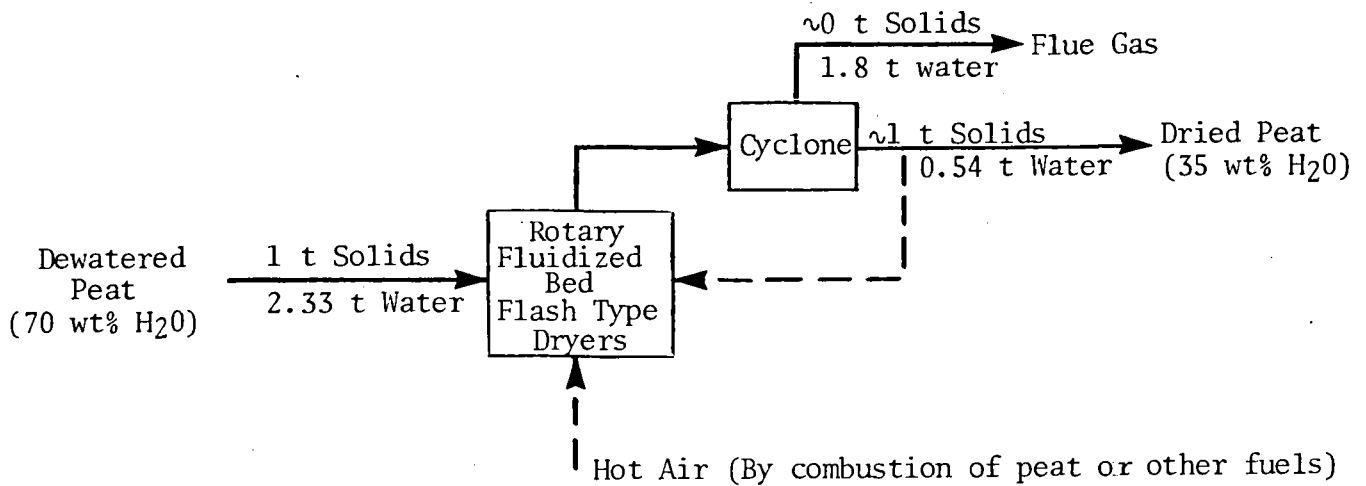 ~0 t Solids
Flue Gas
1.8 t water
Cyclone
~1 t Solids
0.54 t Water
Dried Peat
(35 wt% H2O)
Dewatered
Peat
(70 wt% H2O)
1 t Solids
2.33 t Water
Rotary
Fluidized
Bed
Flash Type
Dryers
Hot Air (By combustion of peat or other fuels)